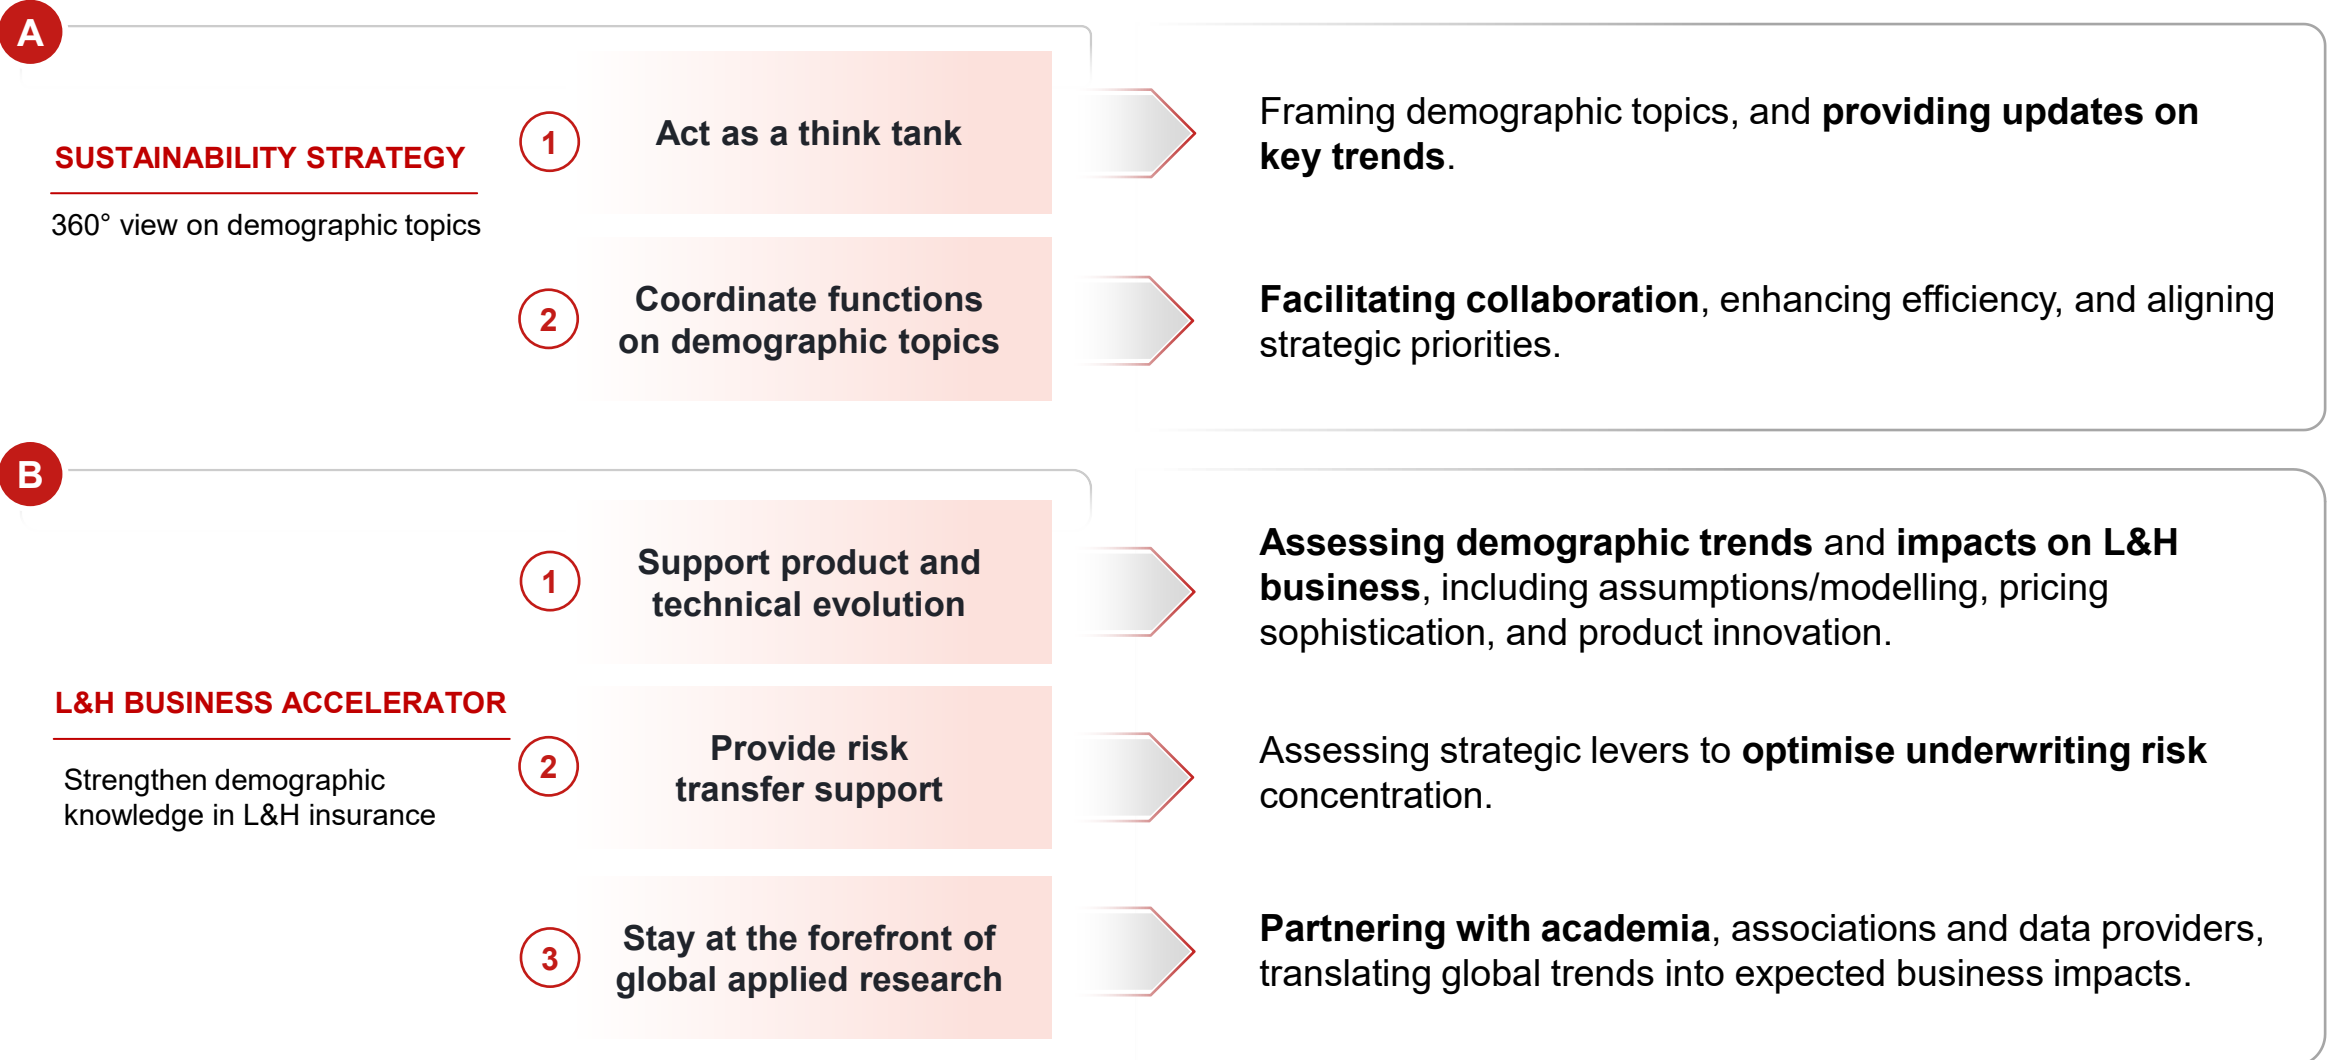 A
SUSTAINABILITY STRATEGY
360° view on demographic topics
1
Act as a think tank
Framing demographic topics, and providing updates on
key trends.
2
Coordinate functions
on demographic topics
Facilitating collaboration, enhancing efficiency, and aligning
strategic priorities.
B
L&H BUSINESS ACCELERATOR
Strengthen demographic
knowledge in L&H insurance
1
Support product and
technical evolution
Assessing demographic trends and impacts on L&H
business, including assumptions/modelling, pricing
sophistication, and product innovation.
2
Provide risk
transfer support
Assessing strategic levers to optimise underwriting risk
concentration.
3
Stay at the forefront of
global applied research
Partnering with academia, associations and data providers,
translating global trends into expected business impacts.